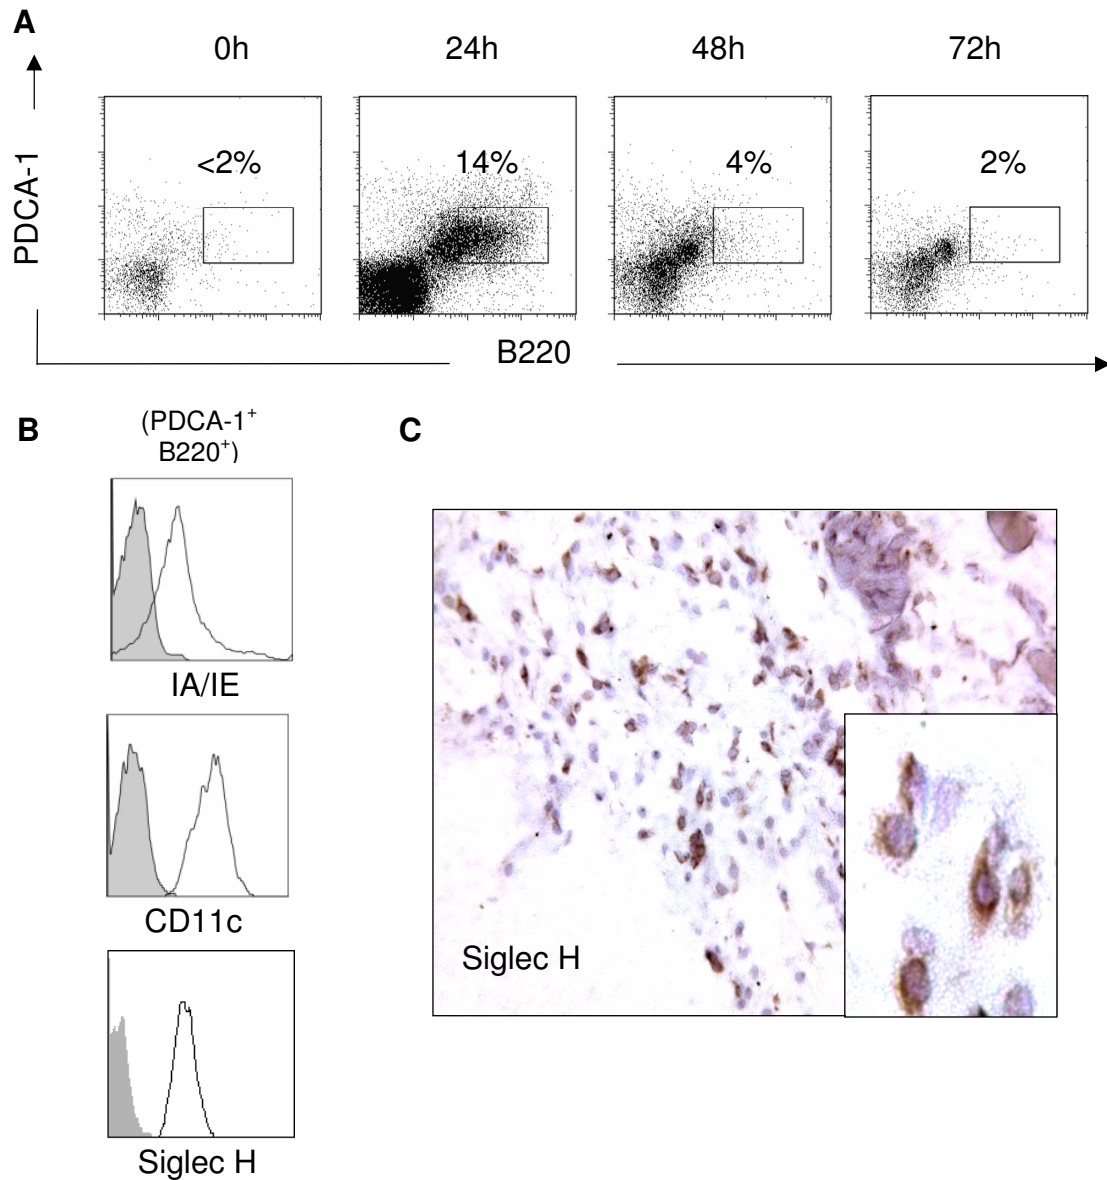 A
0h 24h 48h 72h
PDCA-1
<2% 14% 4% 2%
B220
B
(PDCA-1+
B220+)
IA/IE
CD11c
Siglec H
C
Siglec H